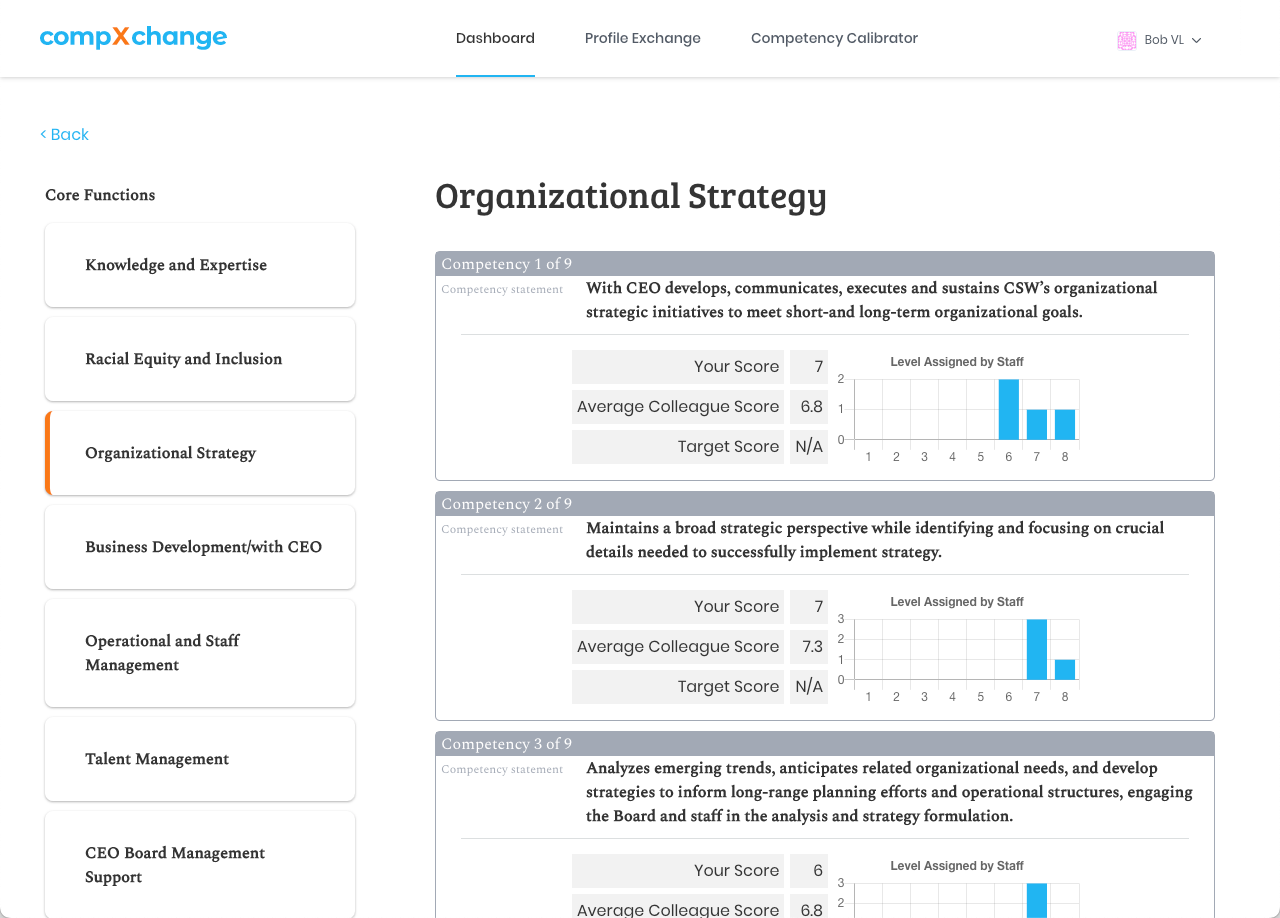 compXchange
Dashboard
Profile Exchange
Competency Calibrator
Bob VL
< Back
Core Functions
Knowledge and Expertise
Racial Equity and Inclusion
Organizational Strategy
Business Development/with CEO
Operational and Staff
Management
Talent Management
CEO Board Management
Support
Organizational Strategy
Competency 1 of 9
Competency statement
With CEO develops, communicates, executes and sustains CSW’s organizational
strategic initiatives to meet short-and long-term organizational goals.
Your Score 7
Average Colleague Score 6.8
Target Score N/A
Level Assigned by Staff
2
1
0
1 2 3 4 5 6 7 8
Competency 2 of 9
Competency statement
Maintains a broad strategic perspective while identifying and focusing on crucial
details needed to successfully implement strategy.
Your Score 7
Average Colleague Score 7.3
Target Score N/A
Level Assigned by Staff
3
2
1
0
1 2 3 4 5 6 7 8
Competency 3 of 9
Competency statement
Analyzes emerging trends, anticipates related organizational needs, and develop
strategies to inform long-range planning efforts and operational structures, engaging
the Board and staff in the analysis and strategy formulation.
Your Score 6
Average Colleague Score 6.8
Level Assigned by Staff
3
2